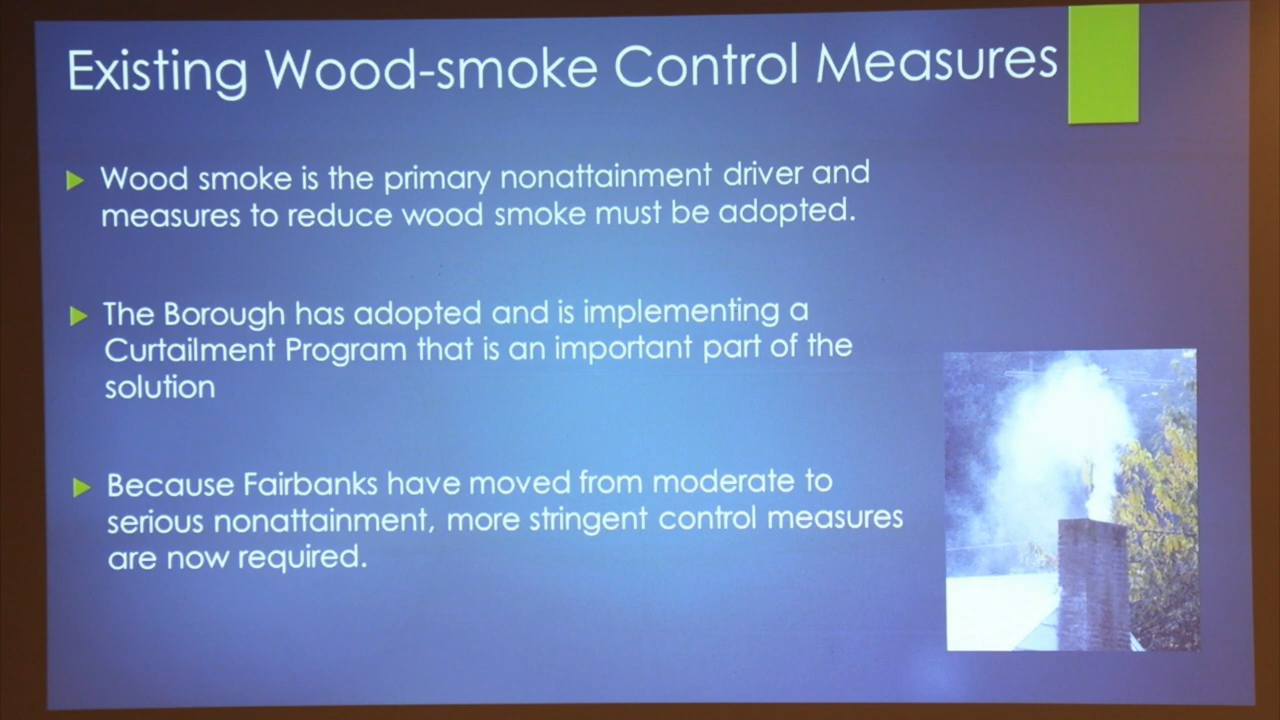 Existing Wood-smoke Control Measures
Wood smoke is the primary nonattainment driver and
measures to reduce wood smoke must be adopted.
The Borough has adopted and is implementing a
Curtailment Program that is an important part of the
solution
Because Fairbanks have moved from moderate to
serious nonattainment, more stringent control measures
are now required.